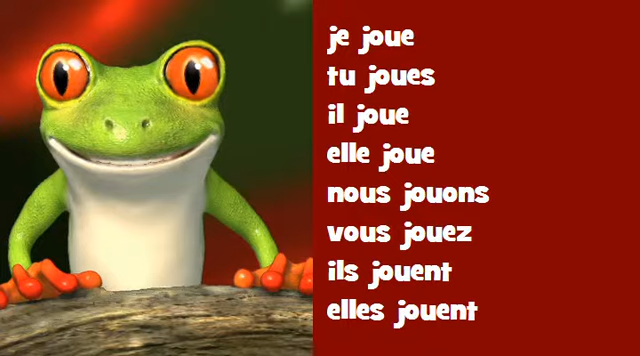 je joue
tu joues
il joue
elle joue
nous jouons
vous jouez
ils jouent
elles jouent